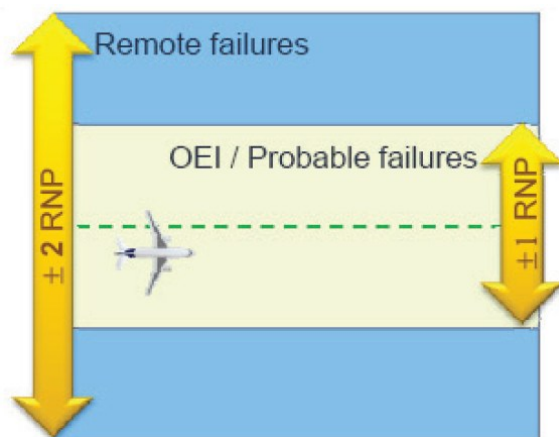 Remote failures
OEI / Probable failures
± 2 RNP
±1 RNP